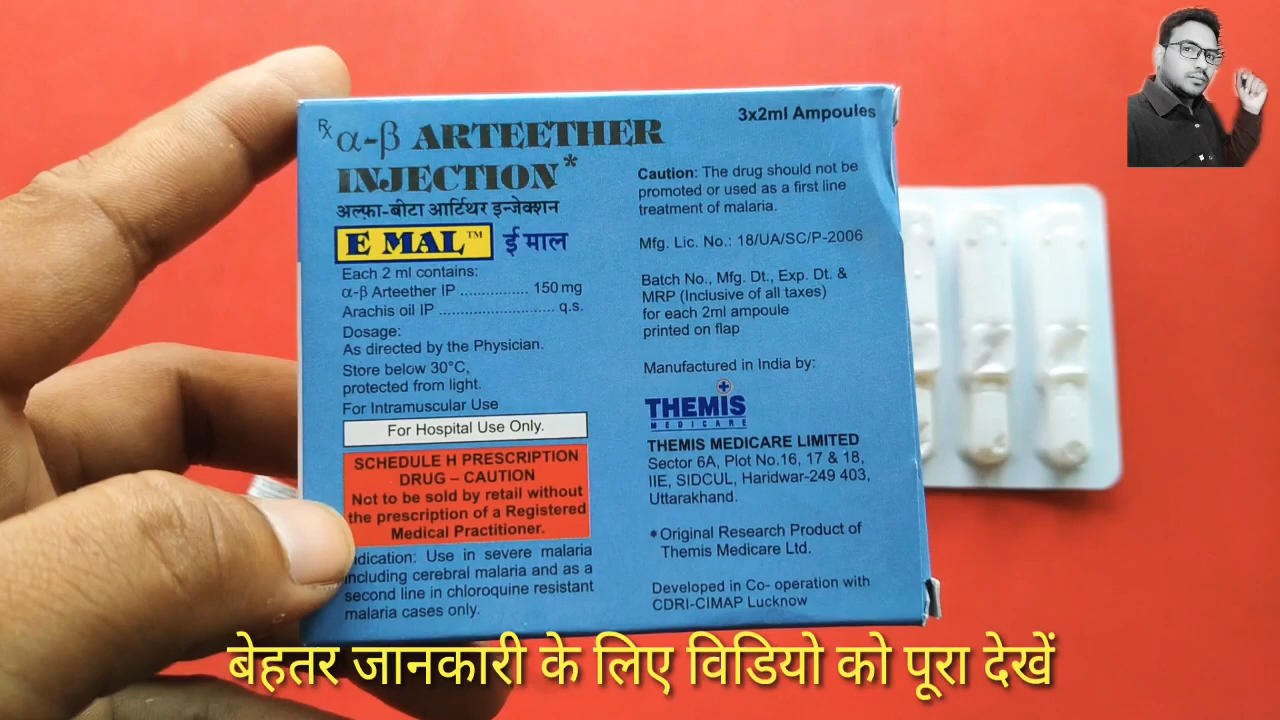 Rx α-β ARTEETHER
INJECTION*
अल्फ़ा-बीटा आर्टिथर इन्जेक्शन
E MAL™ ई माल
Each 2 ml contains:
α-β Arteether IP ............... 150 mg
Arachis oil IP ......................... q.s.
Dosage:
As directed by the Physician.
Store below 30°C,
protected from light.
For Intramuscular Use
For Hospital Use Only.
SCHEDULE H PRESCRIPTION
DRUG – CAUTION
Not to be sold by retail without
the prescription of a Registered
Medical Practitioner.
ndication: Use in severe malaria
including cerebral malaria and as a
second line in chloroquine resistant
malaria cases only.
3x2ml Ampoules
Caution: The drug should not be
promoted or used as a first line
treatment of malaria.
Mfg. Lic. No.: 18/UA/SC/P-2006
Batch No., Mfg. Dt., Exp. Dt. &
MRP (Inclusive of all taxes)
for each 2ml ampoule
printed on flap
Manufactured in India by:
THEMIS
MEDICARE
THEMIS MEDICARE LIMITED
Sector 6A, Plot No.16, 17 & 18,
IIE, SIDCUL, Haridwar-249 403,
Uttarakhand.
* Original Research Product of
Themis Medicare Ltd.
Developed in Co- operation with
CDRI-CIMAP Lucknow
बेहतर जानकारी के लिए विडियो को पूरा देखें